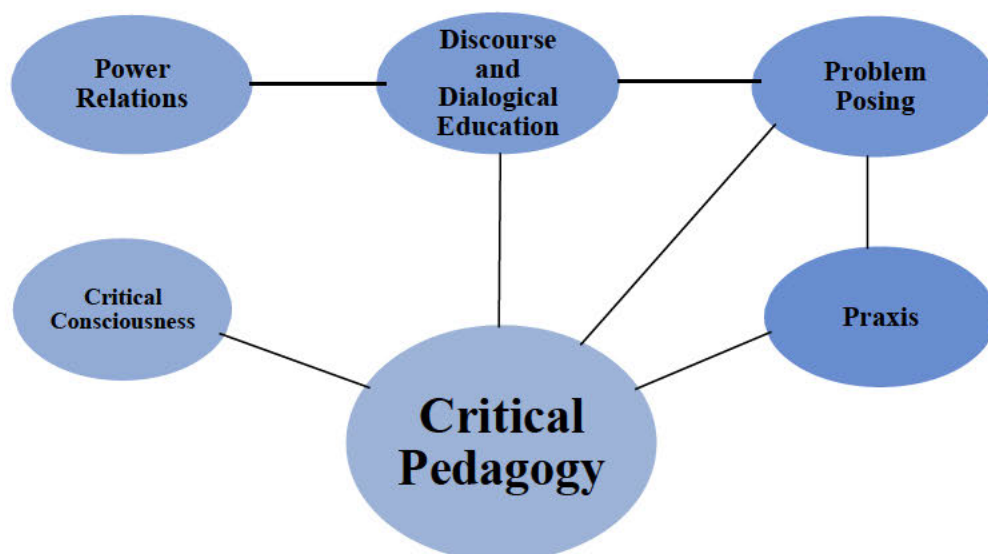 Power
Relations
Discourse
and
Dialogical
Education
Problem
Posing
Critical
Consciousness
Praxis
Critical
Pedagogy